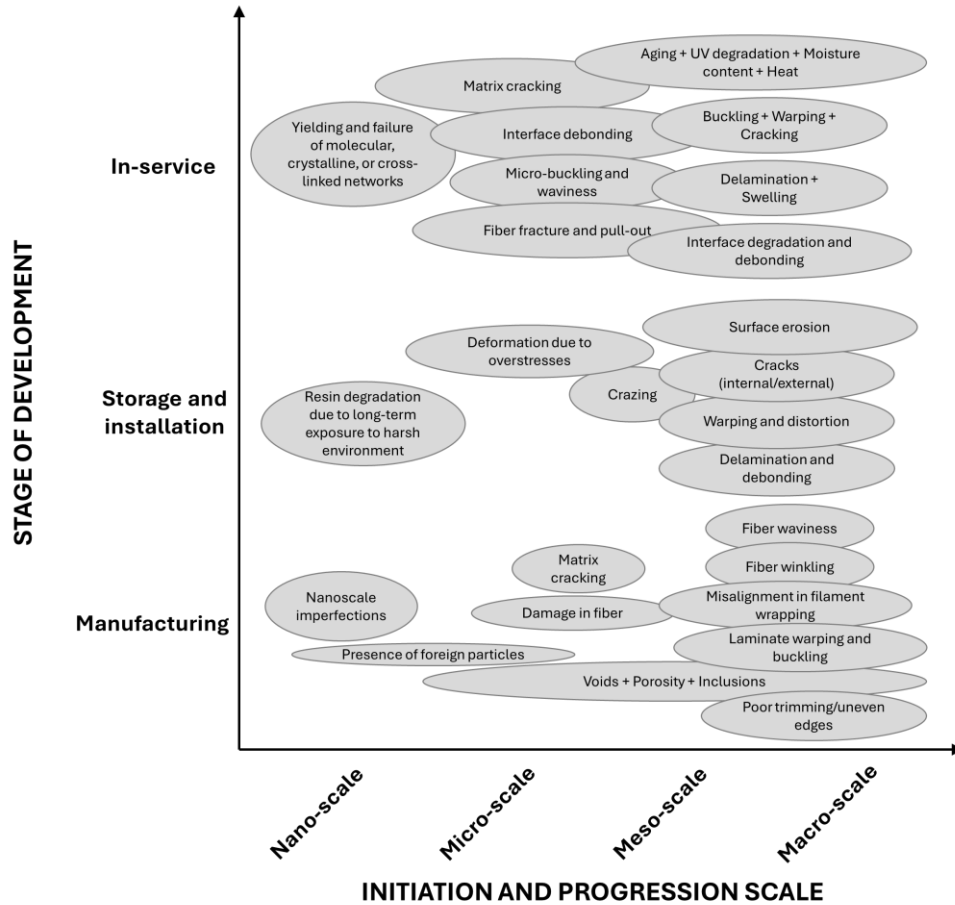 Aging + UV degradation + Moisture
content + Heat
Matrix cracking
Buckling + Warping +
Cracking
Yielding and failure
of molecular,
crystalline, or cross-
linked networks
Interface debonding
In-service
Micro-buckling and
waviness
Delamination +
Swelling
Fiber fracture and pull-out
Interface degradation and
debonding
STAGE OF DEVELOPMENT
Surface erosion
Deformation due to
overstresses
Cracks
(internal/external)
Storage and
installation
Resin degradation
due to long-term
exposure to harsh
environment
Crazing
Warping and distortion
Delamination and
debonding
Fiber waviness
Matrix
cracking
Fiber winkling
Manufacturing
Nanoscale
imperfections
Damage in fiber
Misalignment in filament
wrapping
Presence of foreign particles
Laminate warping and
buckling
Voids + Porosity + Inclusions
Poor trimming/uneven
edges
Nano-scale
Micro-scale
Meso-scale
Macro-scale
INITIATION AND PROGRESSION SCALE